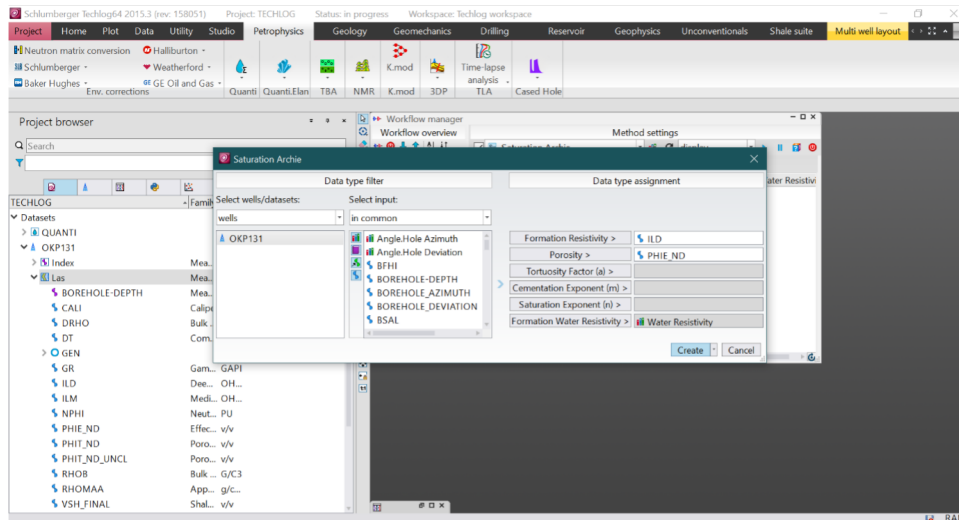 Schlumberger Techlog64 2015.3 (rev: 158051) Project: TECHLOG Status: in progress Workspace: Techlog workspace
Project Home Plot Data Utility Studio Petrophysics Geology Geomechanics Drilling Reservoir Geophysics Unconventionals Shale suite Multi well layout
Neutron matrix conversion Halliburton
Schlumberger Weatherford K.mod Time-lapse
Baker Hughes GE GE Oil and Gas analysis
Env. corrections Quanti Quanti.Elan TBA NMR K.mod 3DP TLA Cased Hole
Project browser
Search
TECHLOG Famil
Datasets
QUANTI
OKP131
Index Mea...
Las Mea...
BOREHOLE-DEPTH Mea...
CALI Calipe
DRHO Bulk
DT Com...
GEN
GR Gam... GAPI
ILD Dee... OH...
ILM Medi... OH...
NPHI Neut... PU
PHIE_ND Effec... v/v
PHIT_ND Poro... v/v
PHIT_ND_UNCL Poro... v/v
RHOB Bulk ... G/C3
RHOMAA App... g/c...
VSH_FINAL Shal... v/v
Workflow manager
Workflow overview Method settings
display
ater Resistivi
Saturation Archie
Data type filter Data type assignment
Select wells/datasets: Select input:
wells in common
OKP131
Angle.Hole Azimuth
Angle.Hole Deviation
BFHI
BOREHOLE-DEPTH
BOREHOLE_AZIMUTH
BOREHOLE_DEVIATION
BSAL
Formation Resistivity > ILD
Porosity > PHIE_ND
Tortuosity Factor (a) >
Cementation Exponent (m) >
Saturation Exponent (n) >
Formation Water Resistivity > Water Resistivity
Create Cancel